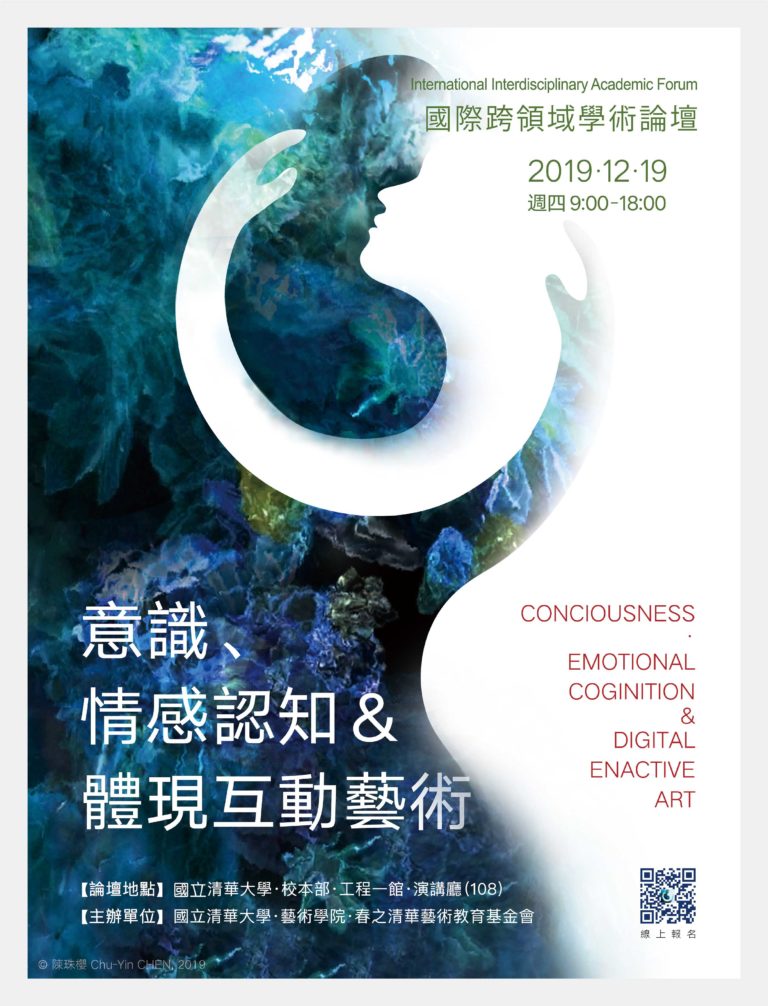 International Interdisciplinary Academic Forum
國際跨領域學術論壇
2019·12·19
週四 9:00-18:00
意識、
情感認知 &
體現互動藝術
CONCIOUSNESS
·
EMOTIONAL
COGINITION
&
DIGITAL
ENACTIVE
ART
【論壇地點】國立清華大學·校本部·工程一館·演講廳(108)
【主辦單位】國立清華大學·藝術學院·春之清華藝術教育基金會
線上報名
© 陳珠櫻 Chu-Yin CHEN, 2019